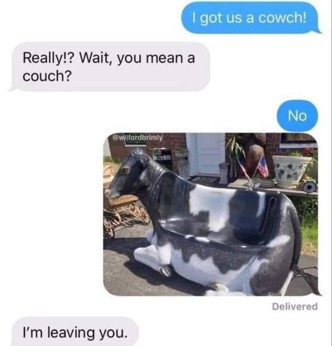 I got us a cowch!
Really!? Wait, you mean a
couch?
No
@wilfordbrimly
Delivered
I'm leaving you.